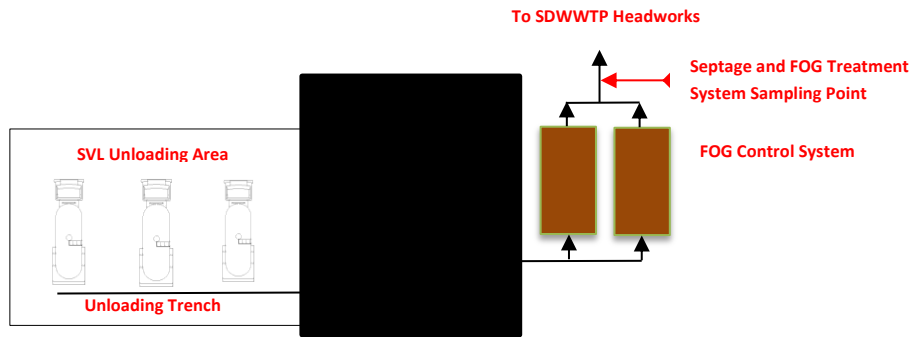 To SDWWTP Headworks
Septage and FOG Treatment
System Sampling Point
SVL Unloading Area
FOG Control System
Unloading Trench